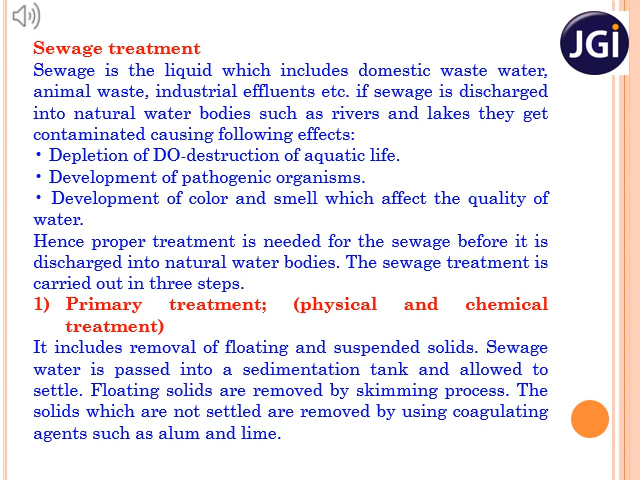 JGi
Sewage treatment
Sewage is the liquid which includes domestic waste water,
animal waste, industrial effluents etc. if sewage is discharged
into natural water bodies such as rivers and lakes they get
contaminated causing following effects:
• Depletion of DO-destruction of aquatic life.
• Development of pathogenic organisms.
• Development of color and smell which affect the quality of
water.
Hence proper treatment is needed for the sewage before it is
discharged into natural water bodies. The sewage treatment is
carried out in three steps.
1) Primary treatment; (physical and chemical
treatment)
It includes removal of floating and suspended solids. Sewage
water is passed into a sedimentation tank and allowed to
settle. Floating solids are removed by skimming process. The
solids which are not settled are removed by using coagulating
agents such as alum and lime.